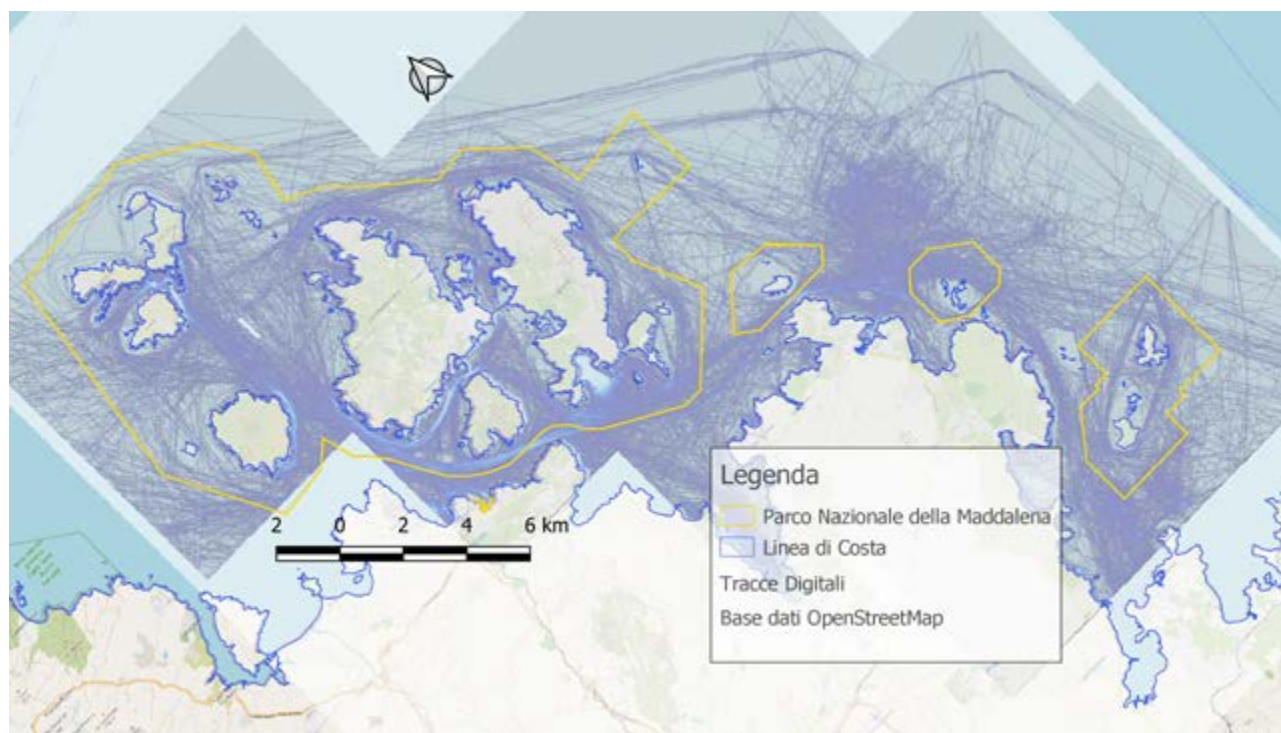 2 0 2 4 6 km
Legenda
Parco Nazionale della Maddalena
Linea di Costa
Tracce Digitali
Base dati OpenStreetMap